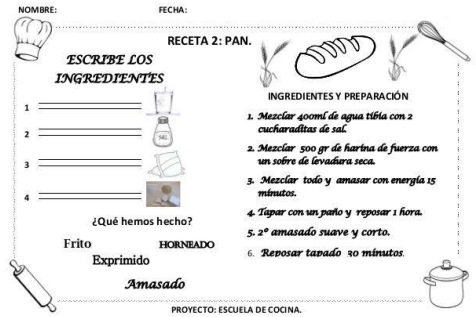 NOMBRE: FECHA:
RECETA 2: PAN.
ESCRIBE LOS
INGREDIENTES
1
2
3
4
SAL
¿Qué hemos hecho?
Frito HORNEADO
Exprimido
Amasado
INGREDIENTES Y PREPARACIÓN
1. Mezclar 400ml de agua tibia con 2
cucharaditas de sal.
2. Mezclar 500 gr de harina de fuerza con
un sobre de levadura seca.
3. Mezclar todo y amasar con energía 15
minutos.
4. Tapar con un paño y reposar 1 hora.
5. 2º amasado suave y corto.
6. Reposar tapado 30 minutos.
PROYECTO: ESCUELA DE COCINA.